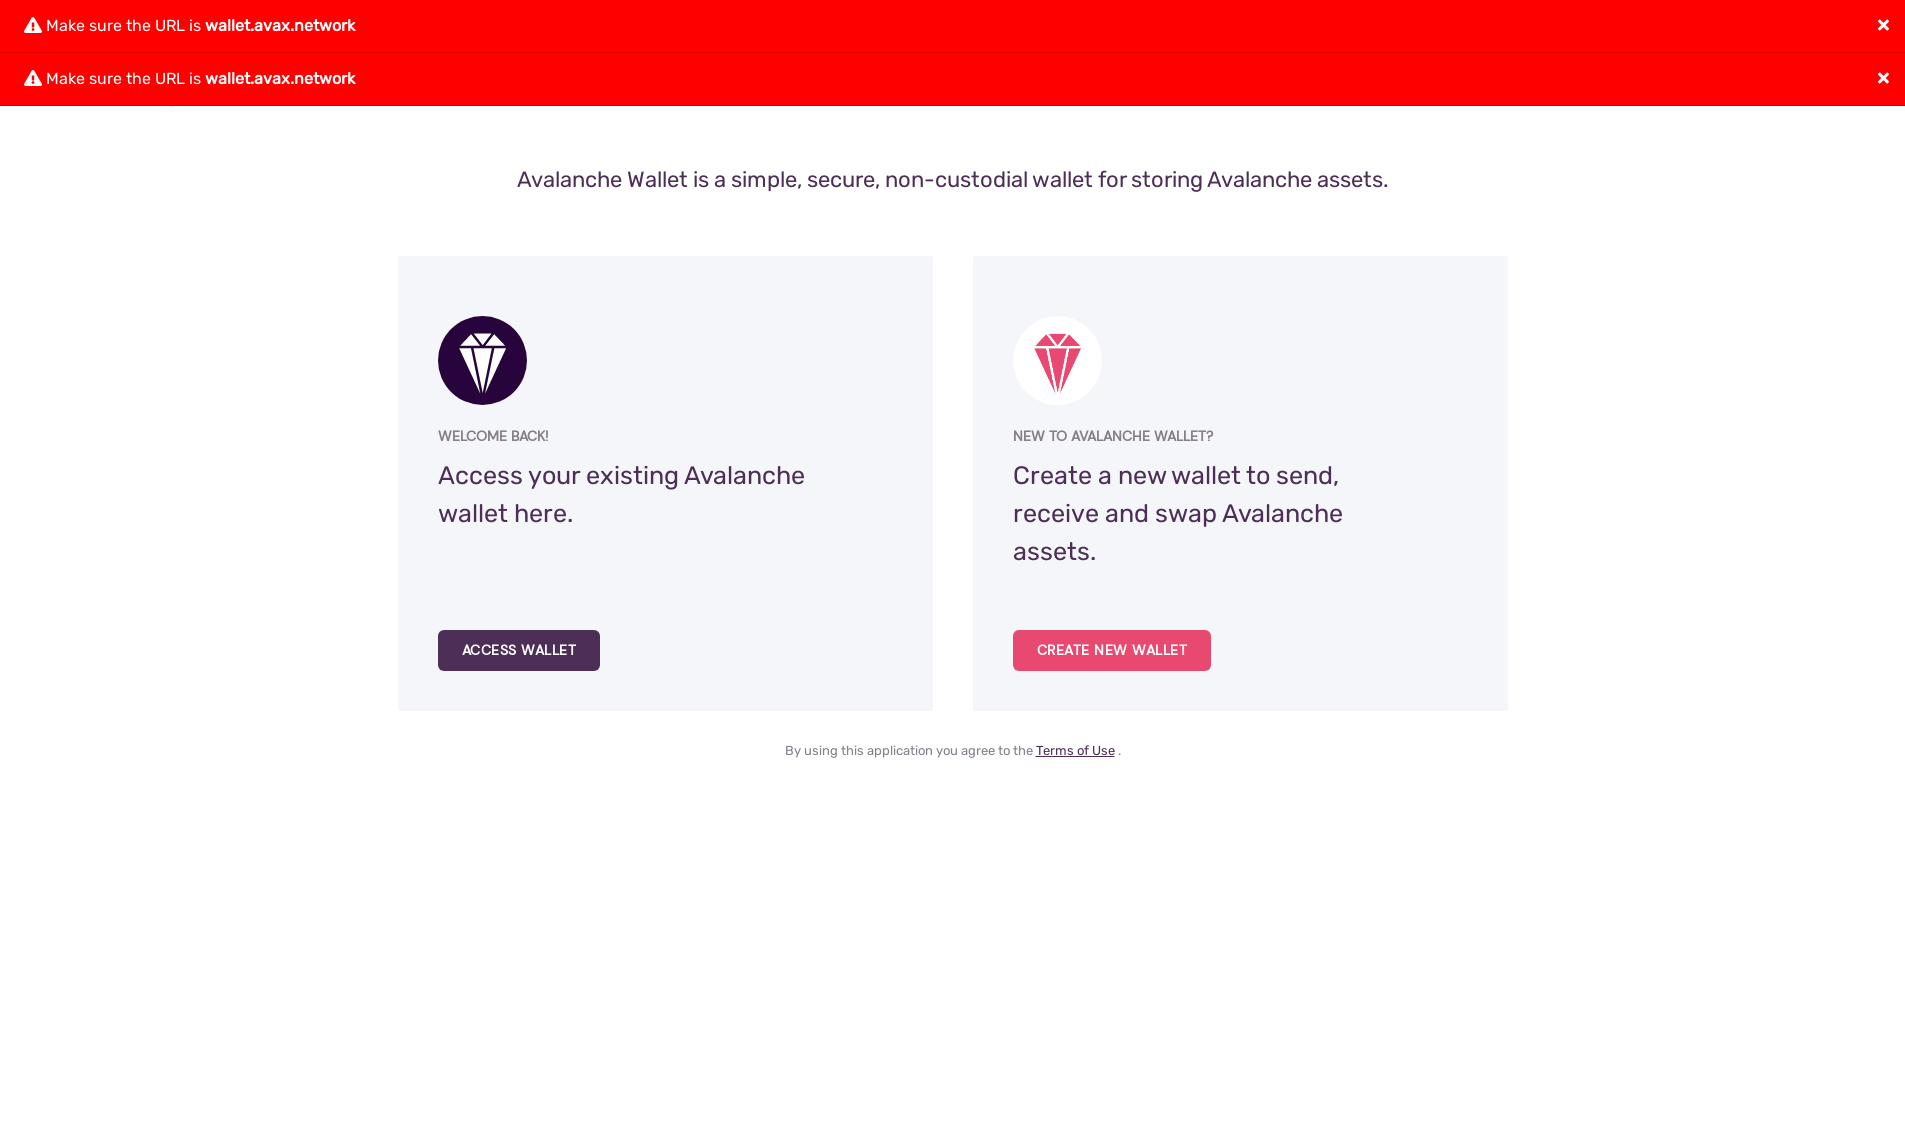 Make sure the URL is wallet.avax.network
Make sure the URL is wallet.avax.network
Avalanche Wallet is a simple, secure, non-custodial wallet for storing Avalanche assets.
WELCOME BACK!
Access your existing Avalanche
wallet here.
ACCESS WALLET
NEW TO AVALANCHE WALLET?
Create a new wallet to send,
receive and swap Avalanche
assets.
CREATE NEW WALLET
By using this application you agree to the Terms of Use .